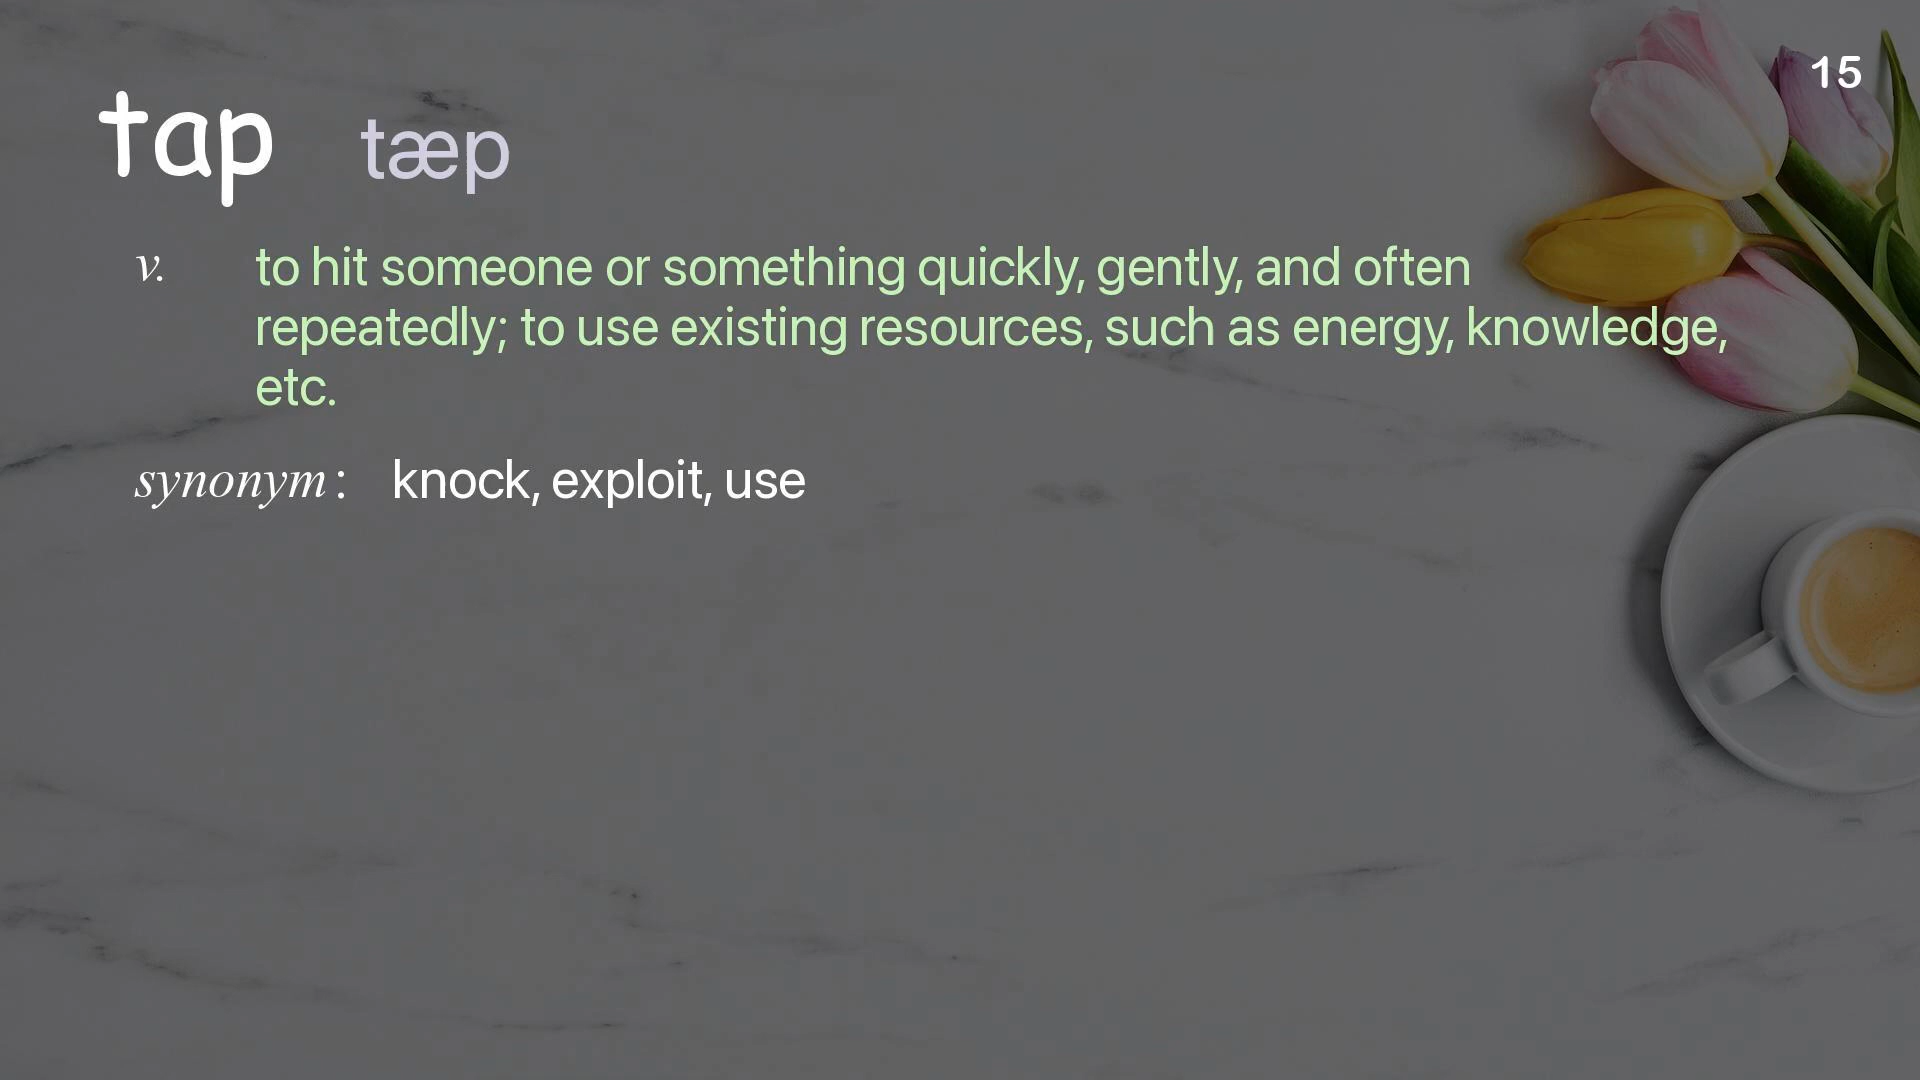 15
tap tæp
v. to hit someone or something quickly, gently, and often
repeatedly; to use existing resources, such as energy, knowledge,
etc.
synonym : knock, exploit, use